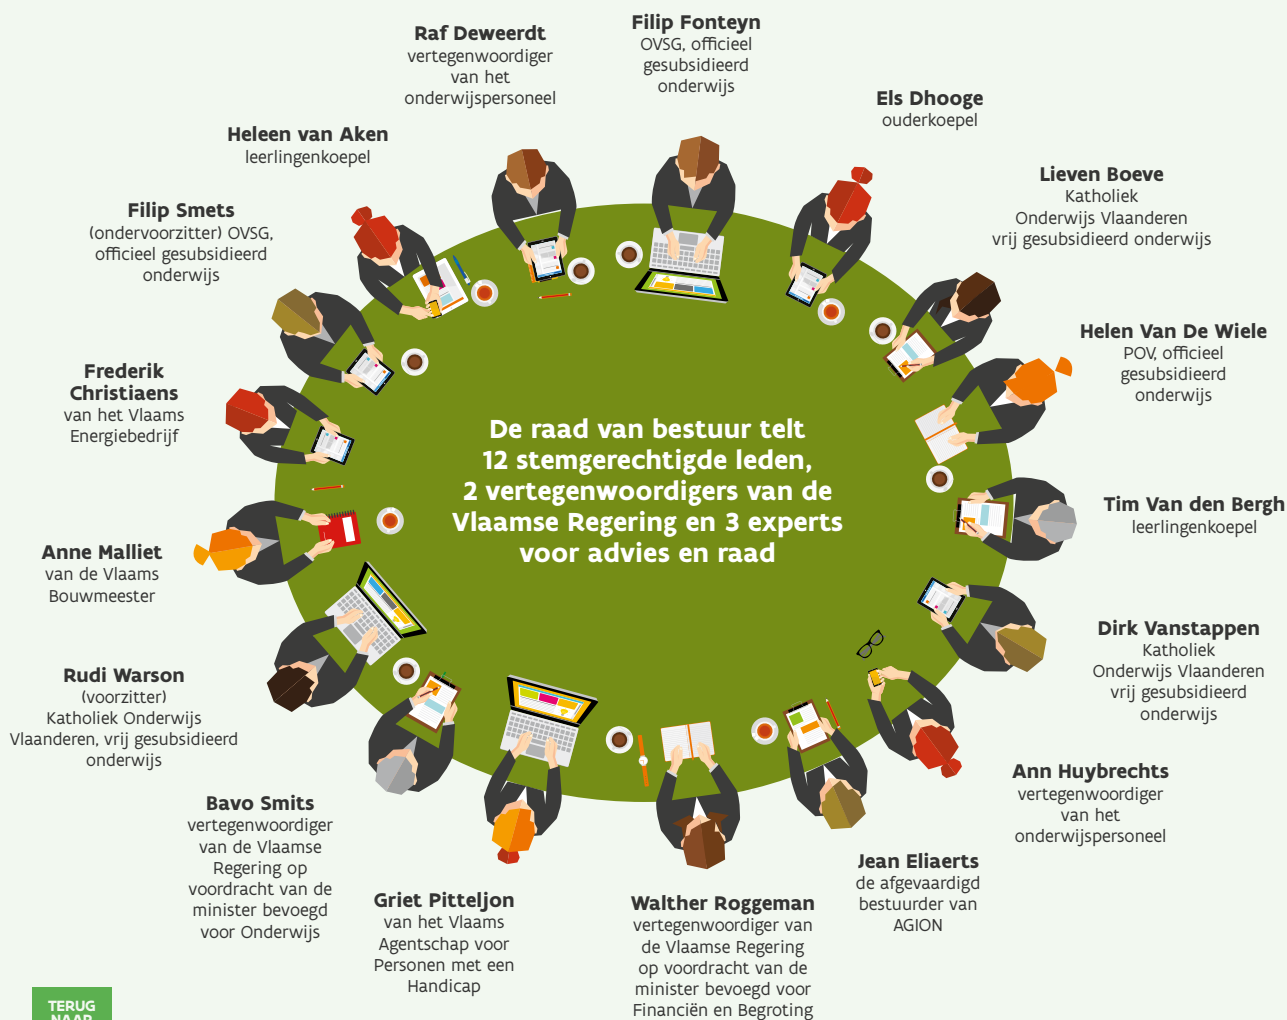 Raf Deweerdt
vertegenwoordiger
van het
onderwijspersoneel
Filip Fonteyn
OVSG, officieel
gesubsidieerd
onderwijs
Els Dhooge
ouderkoepel
Heleen van Aken
leerlingenkoepel
Lieven Boeve
Katholiek
Onderwijs Vlaanderen
vrij gesubsidieerd onderwijs
Filip Smets
(ondervoorzitter) OVSG,
officieel gesubsidieerd
onderwijs
Helen Van De Wiele
POV, officieel
gesubsidieerd
onderwijs
Frederik
Christiaens
van het Vlaams
Energiebedrijf
De raad van bestuur telt
12 stemgerechtigde leden,
2 vertegenwoordigers van de
Vlaamse Regering en 3 experts
voor advies en raad
Tim Van den Bergh
leerlingenkoepel
Anne Malliet
van de Vlaams
Bouwmeester
Dirk Vanstappen
Katholiek
Onderwijs Vlaanderen
vrij gesubsidieerd
onderwijs
Rudi Warson
(voorzitter)
Katholiek Onderwijs
Vlaanderen, vrij gesubsidieerd
onderwijs
Ann Huybrechts
vertegenwoordiger
van het
onderwijspersoneel
Bavo Smits
vertegenwoordiger
van de Vlaamse
Regering op
voordracht van de
minister bevoegd
voor Onderwijs
Griet Pitteljon
van het Vlaams
Agentschap voor
Personen met een
Handicap
Walther Roggeman
vertegenwoordiger van
de Vlaamse Regering
op voordracht van de
minister bevoegd voor
Financiën en Begroting
Jean Eliaerts
de afgevaardigd
bestuurder van
AGION
TERUG
NAAR